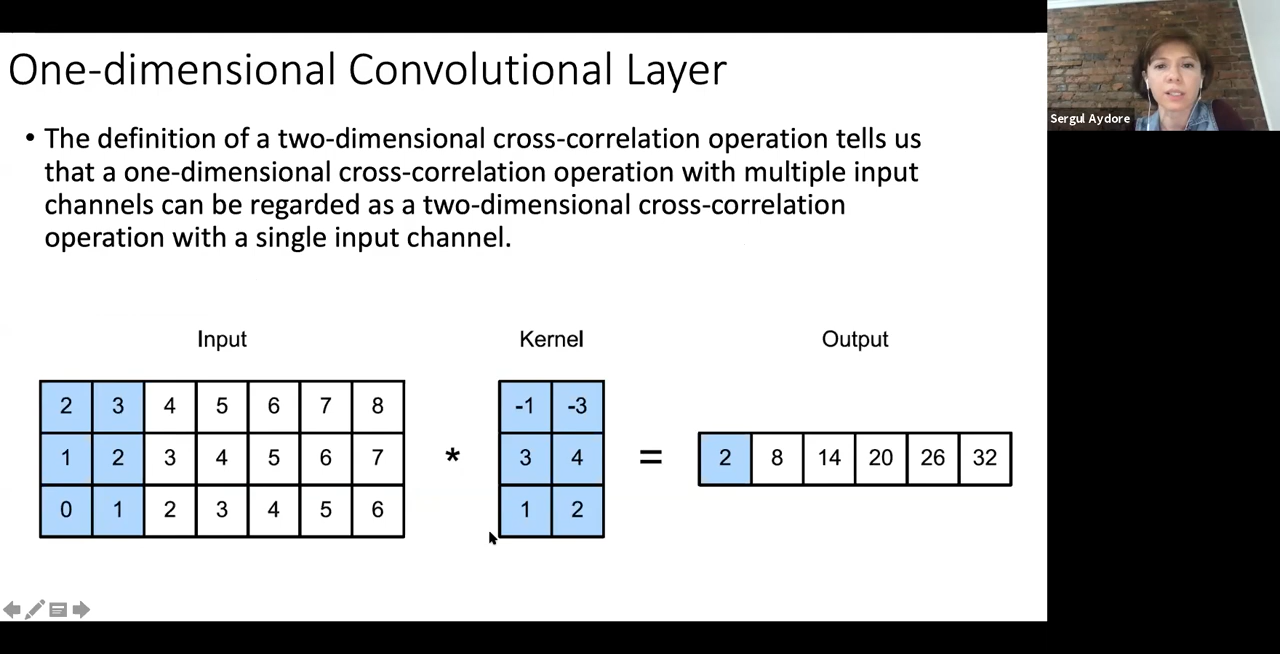 One-dimensional Convolutional Layer
Sergul Aydore
• The definition of a two-dimensional cross-correlation operation tells us
that a one-dimensional cross-correlation operation with multiple input
channels can be regarded as a two-dimensional cross-correlation
operation with a single input channel.
Input Kernel Output
2 3 4 5 6 7 8 -1 -3
1 2 3 4 5 6 7 * 3 4 = 2 8 14 20 26 32
0 1 2 3 4 5 6 1 2